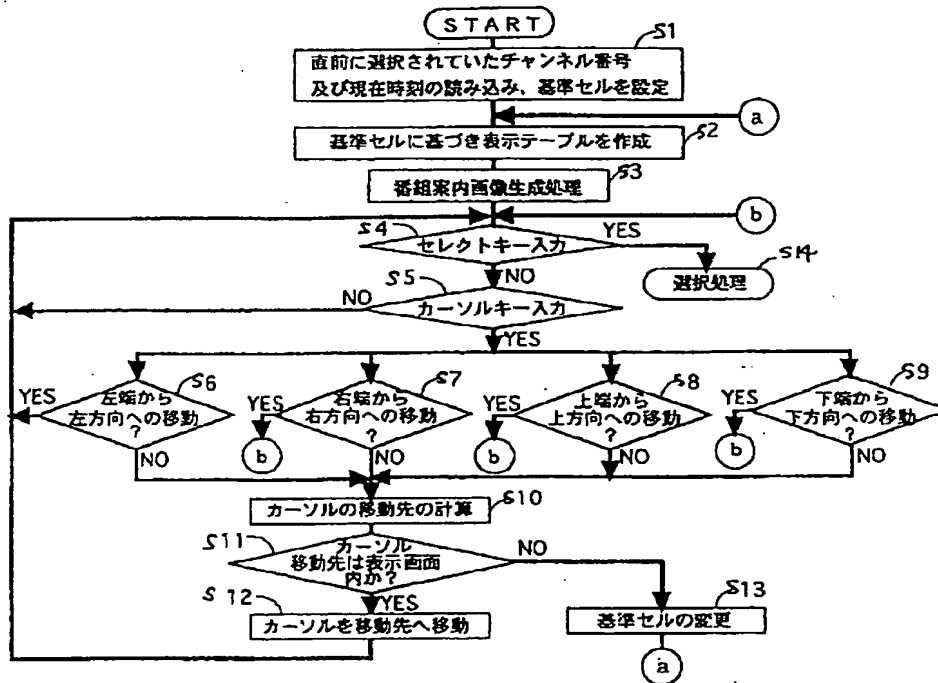 START
S1
直前に選択されていたチャンネル番号
及び現在時刻の読み込み、基準セルを設定
a
S2
基準セルに基づき表示テーブルを作成
S3
番組案内画像生成処理
b
S4
セレクトキー入力
YES
NO
S14
選択処理
S5
カーソルキー入力
NO
YES
S6
左端から
左方向への移動
?
YES
NO
S7
右端から
右方向への移動
?
YES
b
NO
S8
上端から
上方向への移動
?
YES
b
NO
S9
下端から
下方向への移動
?
YES
b
NO
S10
カーソルの移動先の計算
S11
カーソル
移動先は表示画面
内か?
NO
YES
S12
カーソルを移動先へ移動
S13
基準セルの変更
a